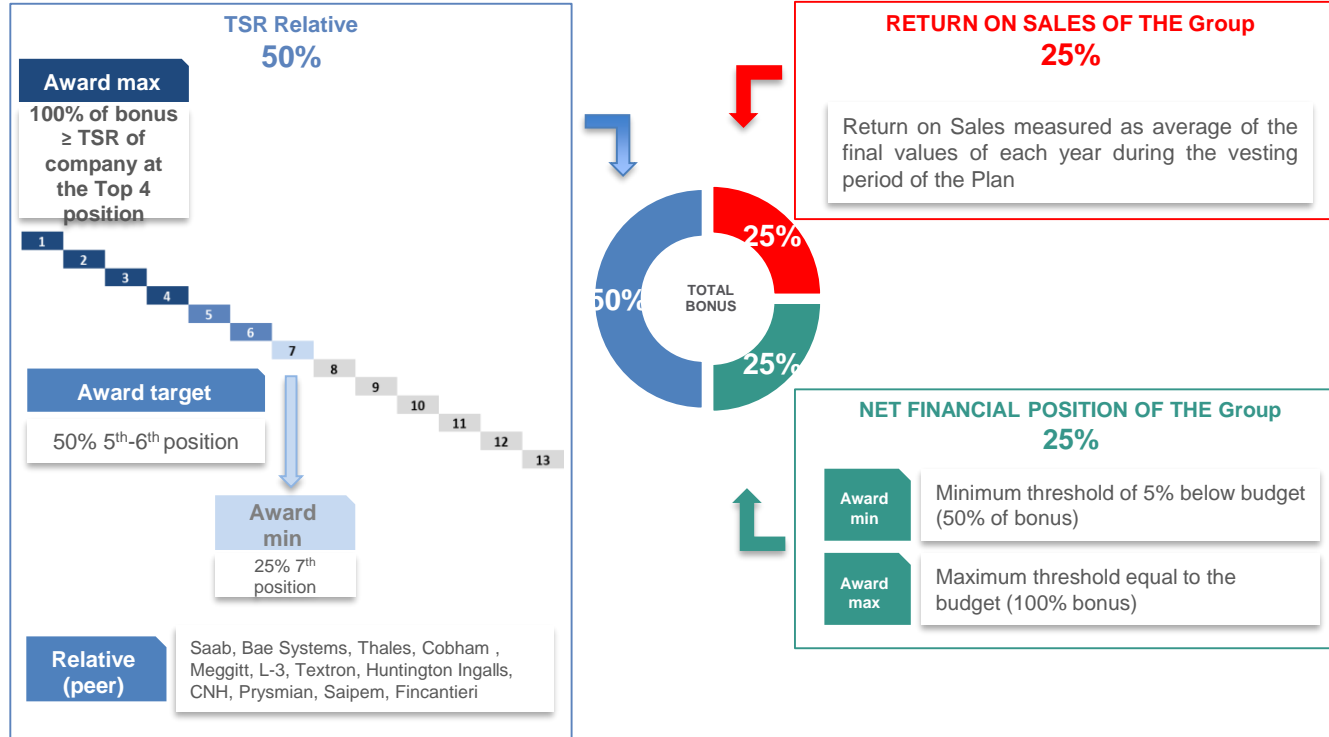 TSR Relative
50%
Award max
100% of bonus
≥ TSR of
company at
the Top 4
position
1
2
3
4
5
6
7
8
9
10
11
12
13
Award target
50% 5th-6th position
Award
min
25% 7th
position
Relative
(peer)
Saab, Bae Systems, Thales, Cobham ,
Meggitt, L-3, Textron, Huntington Ingalls,
CNH, Prysmian, Saipem, Fincantieri
50%
25%
25%
TOTAL
BONUS
RETURN ON SALES OF THE Group
25%
Return on Sales measured as average of the
final values of each year during the vesting
period of the Plan
NET FINANCIAL POSITION OF THE Group
25%
Award
min
Minimum threshold of 5% below budget
(50% of bonus)
Award
max
Maximum threshold equal to the
budget (100% bonus)